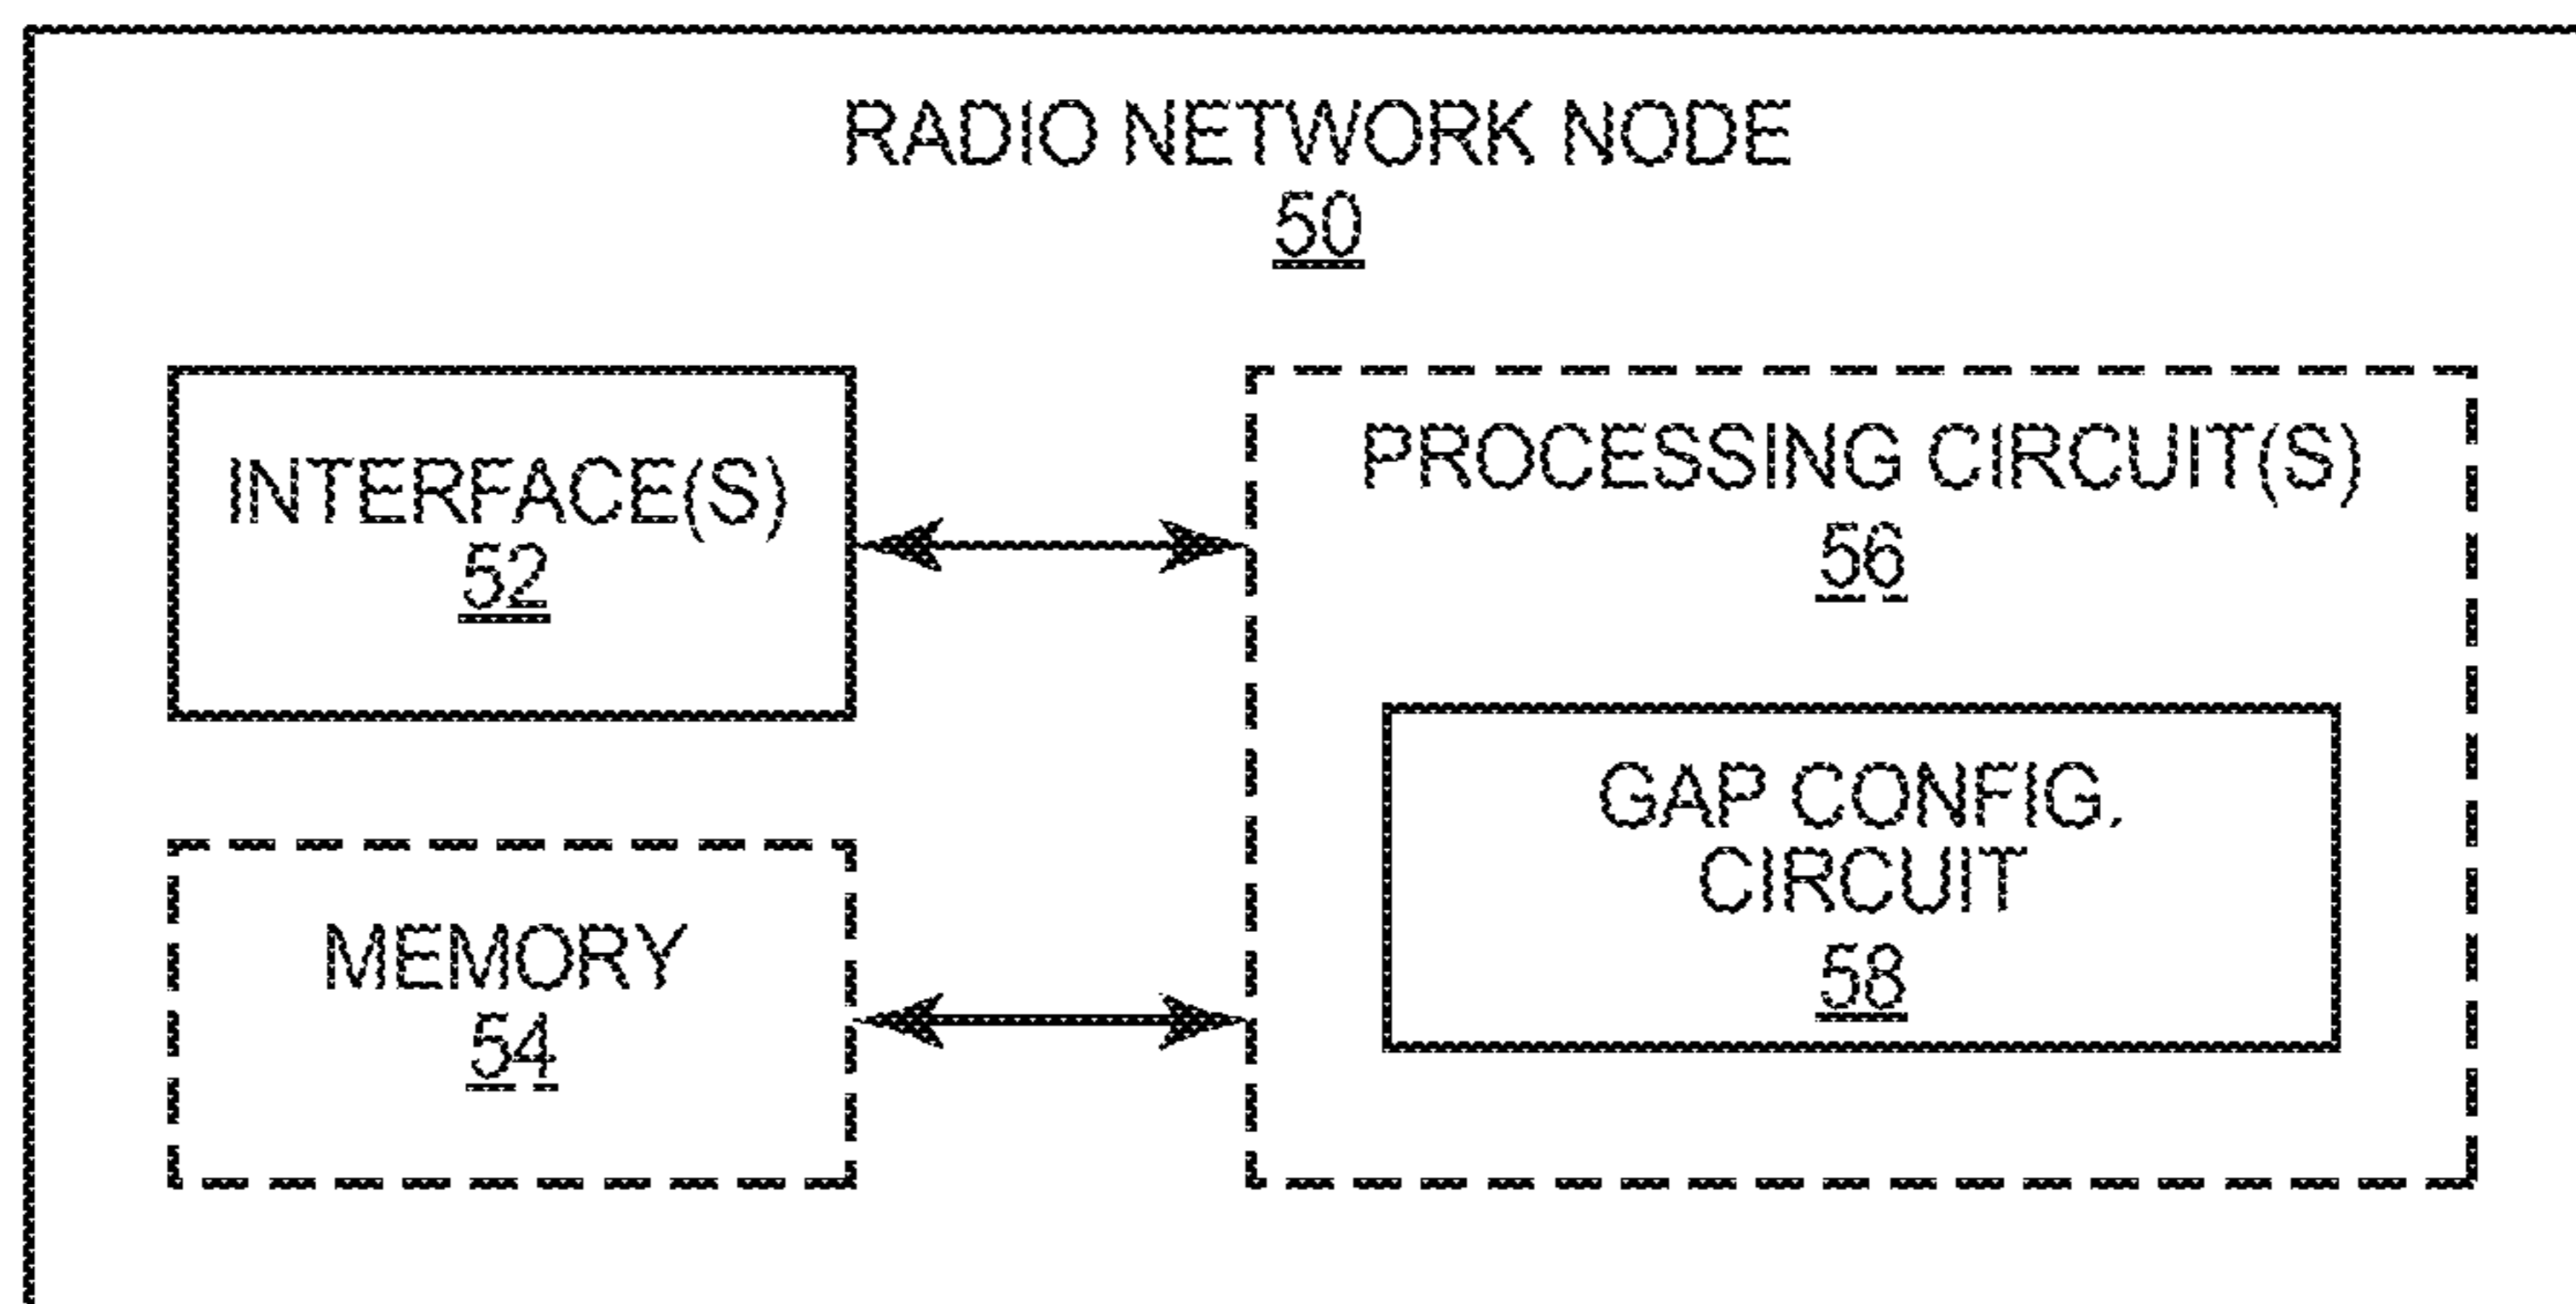 RADIO NETWORK NODE
50
INTERFACE(S)
52
PROCESSING CIRCUIT(S)
56
MEMORY
54
GAP CONFIG.
CIRCUIT
58